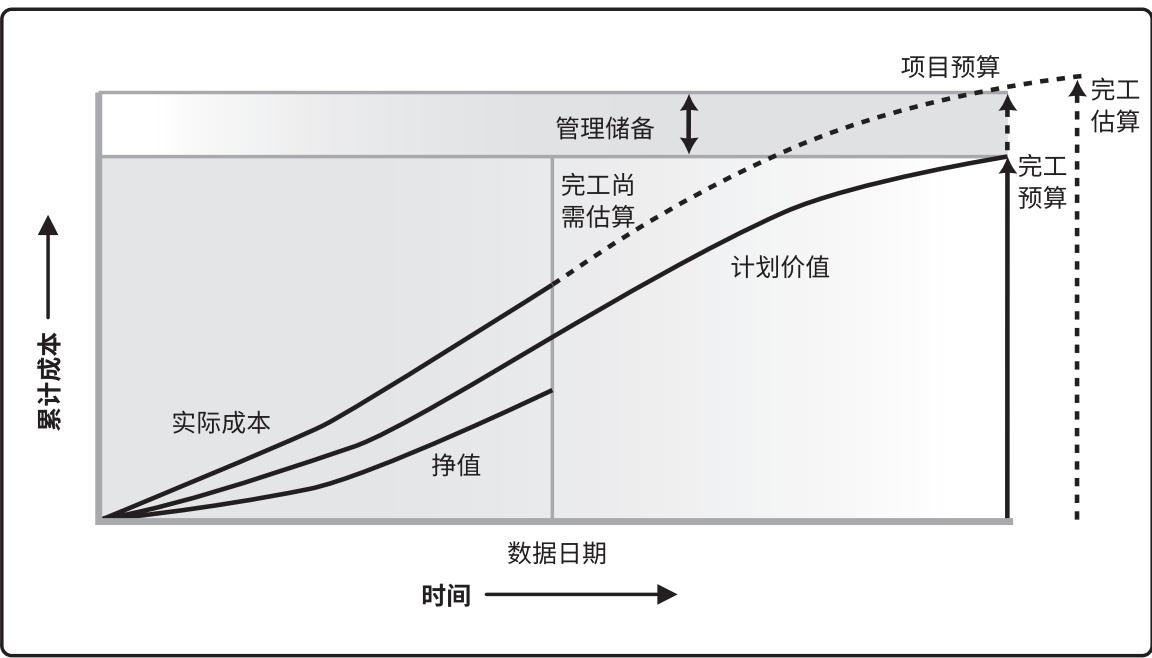 项目预算
完工
估算
管理储备
完工
预算
完工尚
需估算
计划价值
累计成本
实际成本
挣值
数据日期
时间